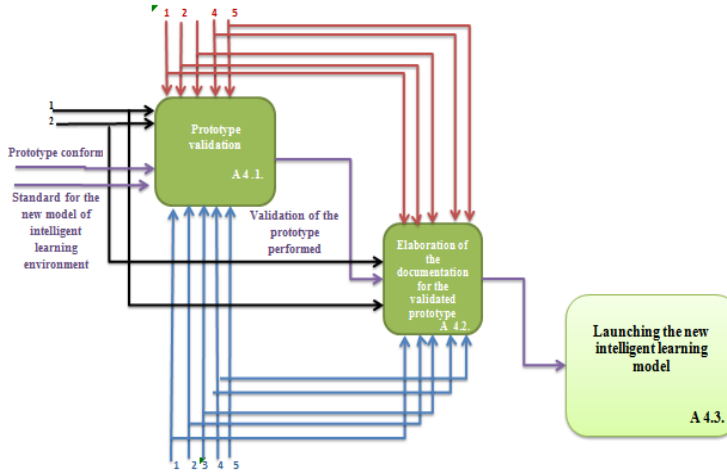 1 2 4 5
1
2
Prototype
validation
A 4 .1.
Prototype conform
Standard for the
new model of
intelligent
learning
environment
Validation of the
prototype
performed
Elaboration of
the
documentation
for the
validated
prototype
A 4.2.
Launching the new
intelligent learning
model
A 4.3.
1 2 3 4 5